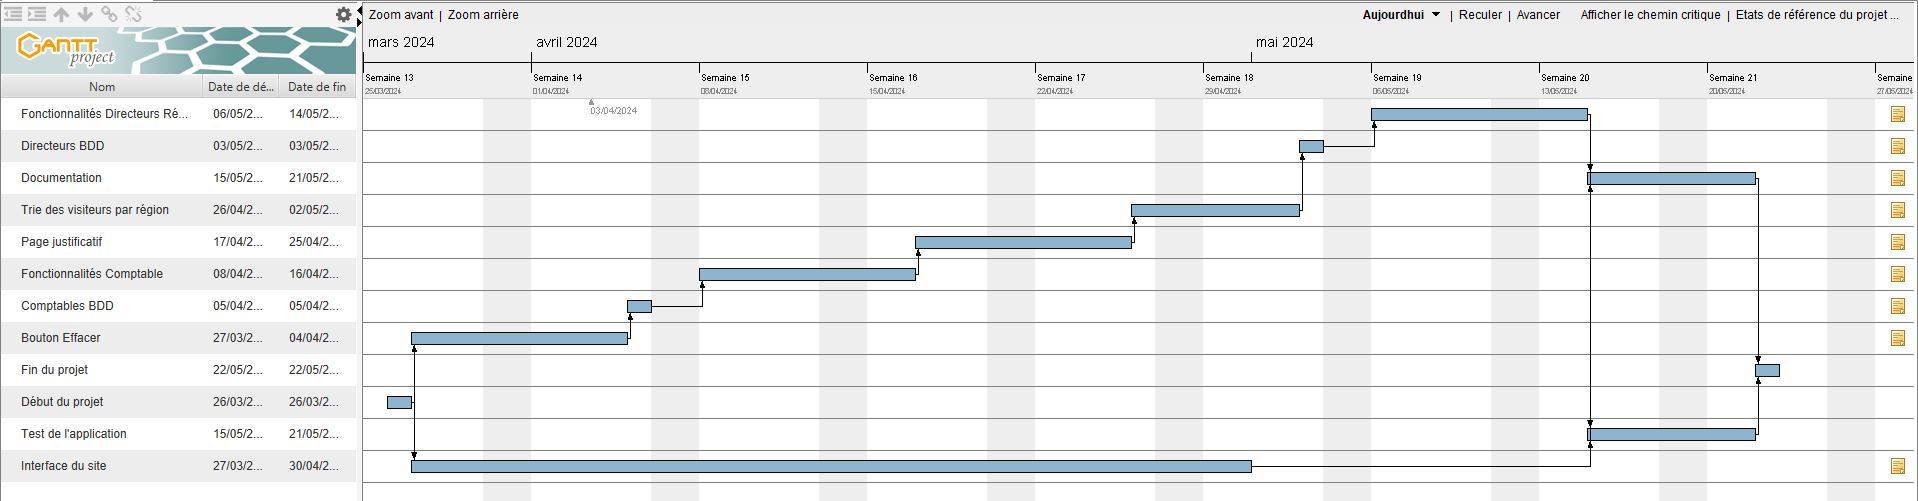 Zoom avant | Zoom arrière
Aujourd'hui | Reculer | Avancer Afficher le chemin critique | Etats de référence du projet ...
GANTT project
mars 2024 avril 2024 mai 2024
Semaine 13 Semaine 14 Semaine 15 Semaine 16 Semaine 17 Semaine 18 Semaine 19 Semaine 20 Semaine 21 Semaine
25/03/2024 01/04/2024 08/04/2024 15/04/2024 22/04/2024 29/04/2024 06/05/2024 13/05/2024 20/05/2024 27/05/2024
Nom Date de dé... Date de fin
03/04/2024
Fonctionnalités Directeurs Ré... 06/05/2... 14/05/2...
Directeurs BDD 03/05/2... 03/05/2...
Documentation 15/05/2... 21/05/2...
Trie des visiteurs par région 26/04/2... 02/05/2...
Page justificatif 17/04/2... 25/04/2...
Fonctionnalités Comptable 08/04/2... 16/04/2...
Comptables BDD 05/04/2... 05/04/2...
Bouton Effacer 27/03/2... 04/04/2...
Fin du projet 22/05/2... 22/05/2...
Début du projet 26/03/2... 26/03/2...
Test de l'application 15/05/2... 21/05/2...
Interface du site 27/03/2... 30/04/2...